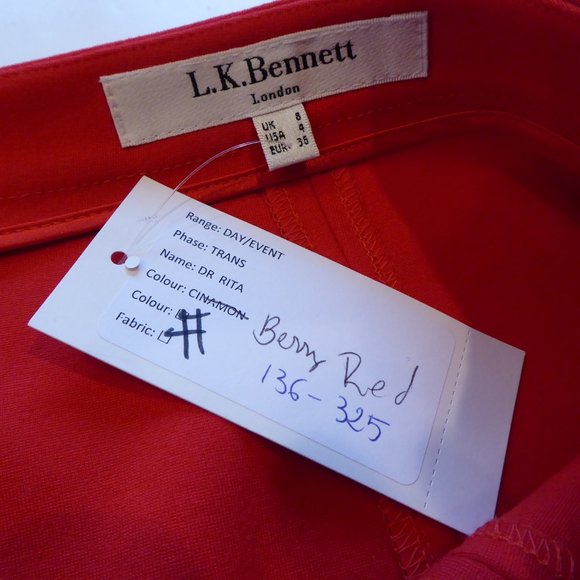 L.K.Bennett
London
UK 8
USA 4
EUR 36
Range: DAY/EVENT
Phase: TRANS
Name: DR RITA
Colour: CINAMON
Colour:
Fabric:
#
Berry Red
136-325